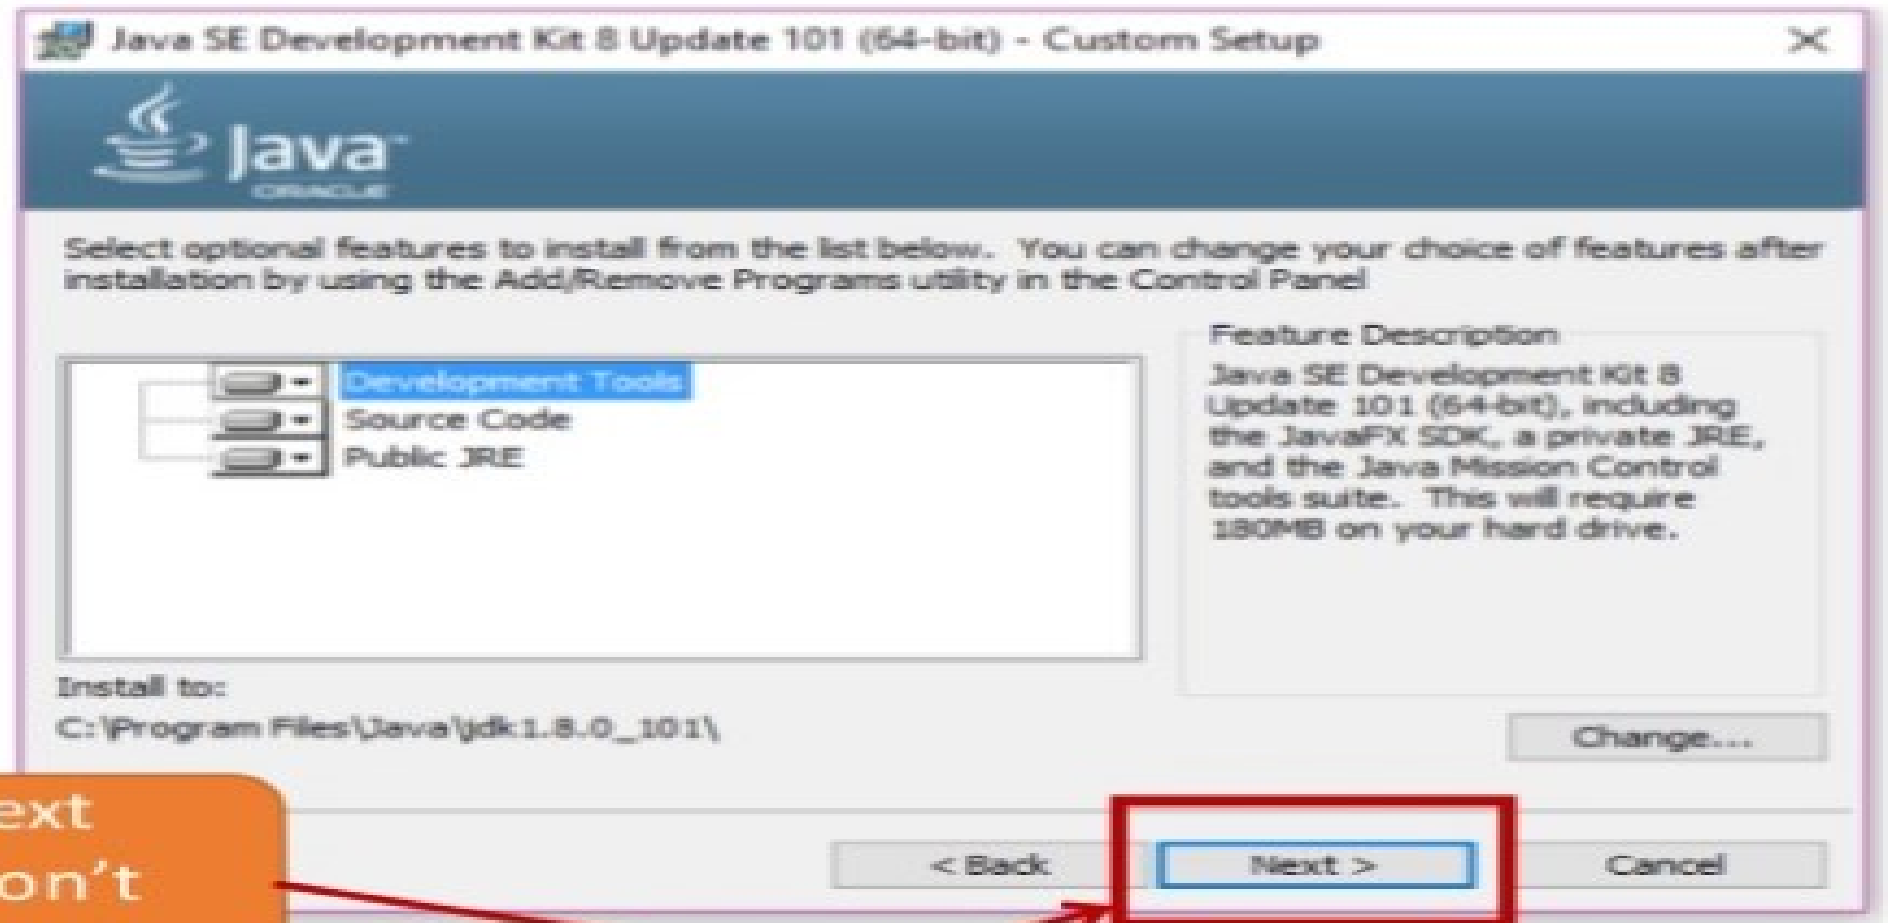 Java SE Development Kit 8 Update 101 (64-bit) - Custom Setup
Java
ORACLE
Select optional features to install from the list below. You can change your choice of features after
installation by using the Add/Remove Programs utility in the Control Panel
Development Tools
Source Code
Public JRE
Feature Description
Java SE Development Kit 8
Update 101 (64-bit), including
the JavaFX SDK, a private JRE,
and the Java Mission Control
tools suite. This will require
180MB on your hard drive.
Install to:
C:\Program Files\Java\jdk1.8.0_101\
Change...
ext
on't
< Back
Next >
Cancel